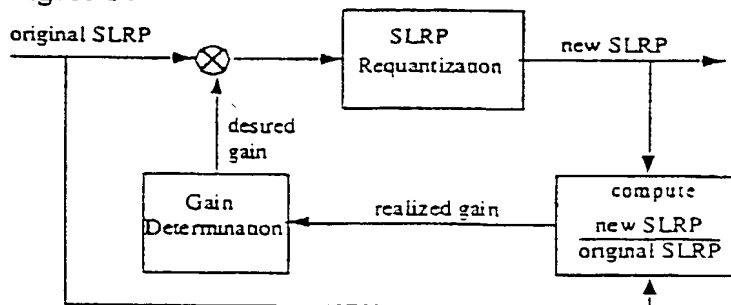 original SLRP
SLRP
Requantization
new SLRP
desired
gain
Gain
Determination
realized gain
compute
new SLRP
original SLRP